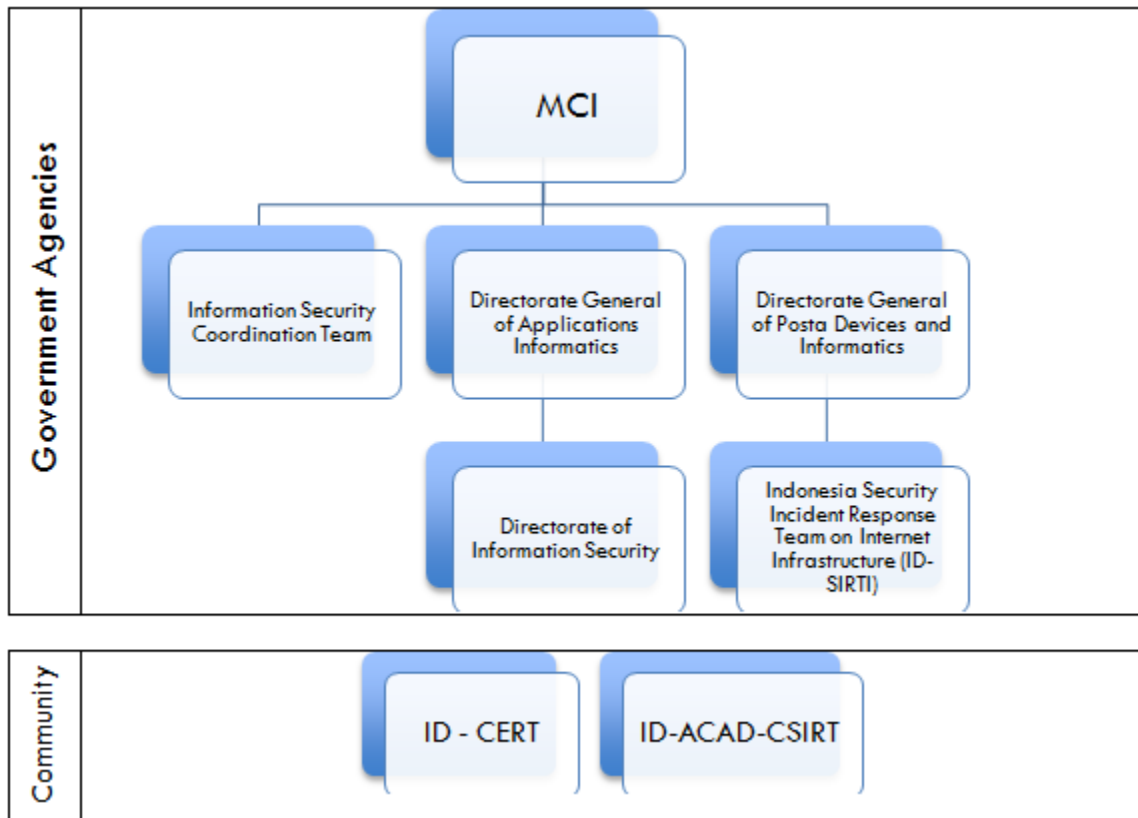 Government Agencies
MCI
Information Security
Coordination Team
Directorate General
of Applications
Informatics
Directorate General
of Posta Devices and
Informatics
Directorate of
Information Security
Indonesia Security
Incident Response
Team on Internet
Infrastructure (ID-
SIRTI)
Community
ID - CERT
ID-ACAD-CSIRT